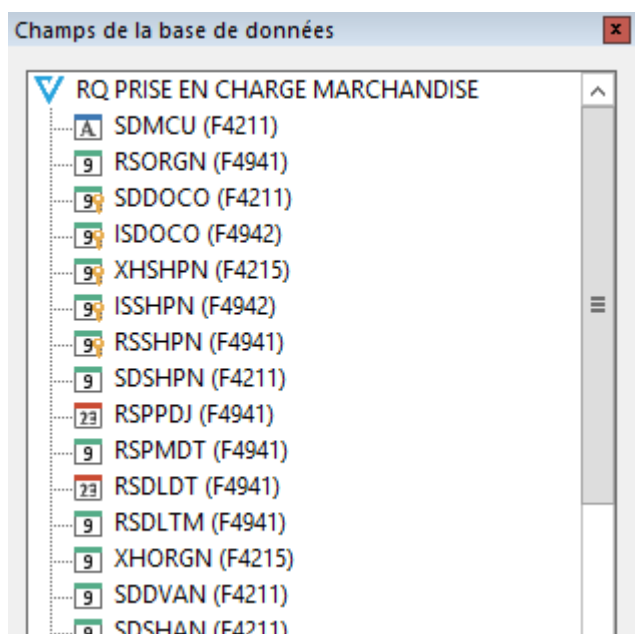 Champs de la base de données
RQ PRISE EN CHARGE MARCHANDISE
SDMCU (F4211)
RSORGN (F4941)
SDDOCO (F4211)
ISDOCO (F4942)
XHSHPN (F4215)
ISSHPN (F4942)
RSSHPN (F4941)
SDSHPN (F4211)
RSPPDJ (F4941)
RSPMDT (F4941)
RSDLDT (F4941)
RSDLTM (F4941)
XHORGN (F4215)
SDDVAN (F4211)
SDSHAN (F4211)